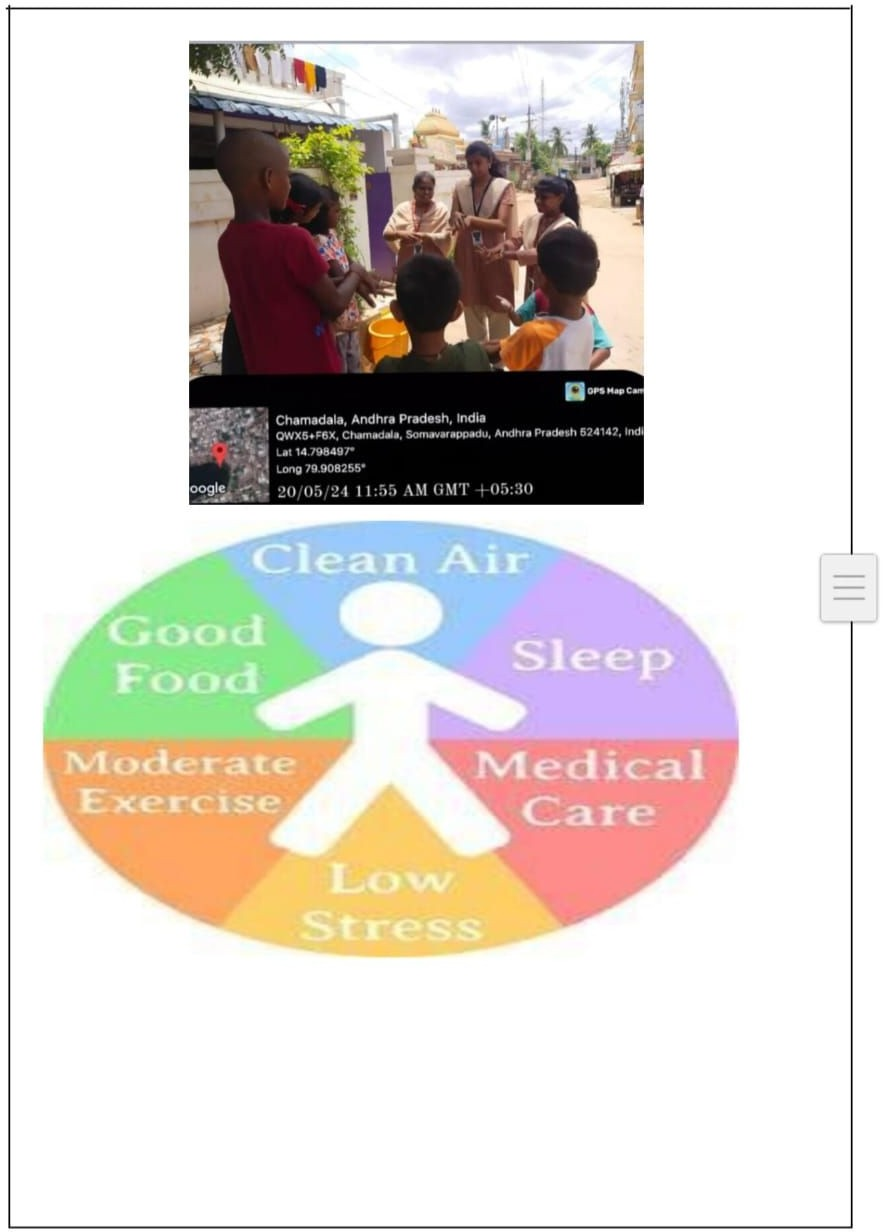 GPS Map Cam
Chamadala, Andhra Pradesh, India
QWX5+F6X, Chamadala, Somavarappadu, Andhra Pradesh 524142, Indi
Lat 14.798497°
Long 79.908255°
oogle
20/05/24 11:55 AM GMT +05:30
Clean Air
Good
Food
Sleep
Moderate
Exercise
Medical
Care
Low
Stress